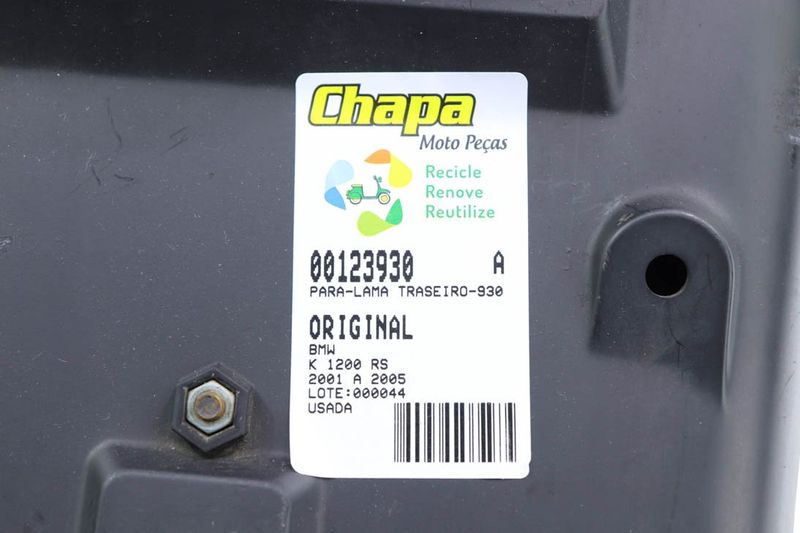 Chapa
Moto Peças
Recicle
Renove
Reutilize
00123930 A
PARA-LAMA TRASEIRO-930
ORIGINAL
BMW
K 1200 RS
2001 A 2005
LOTE:000044
USADA